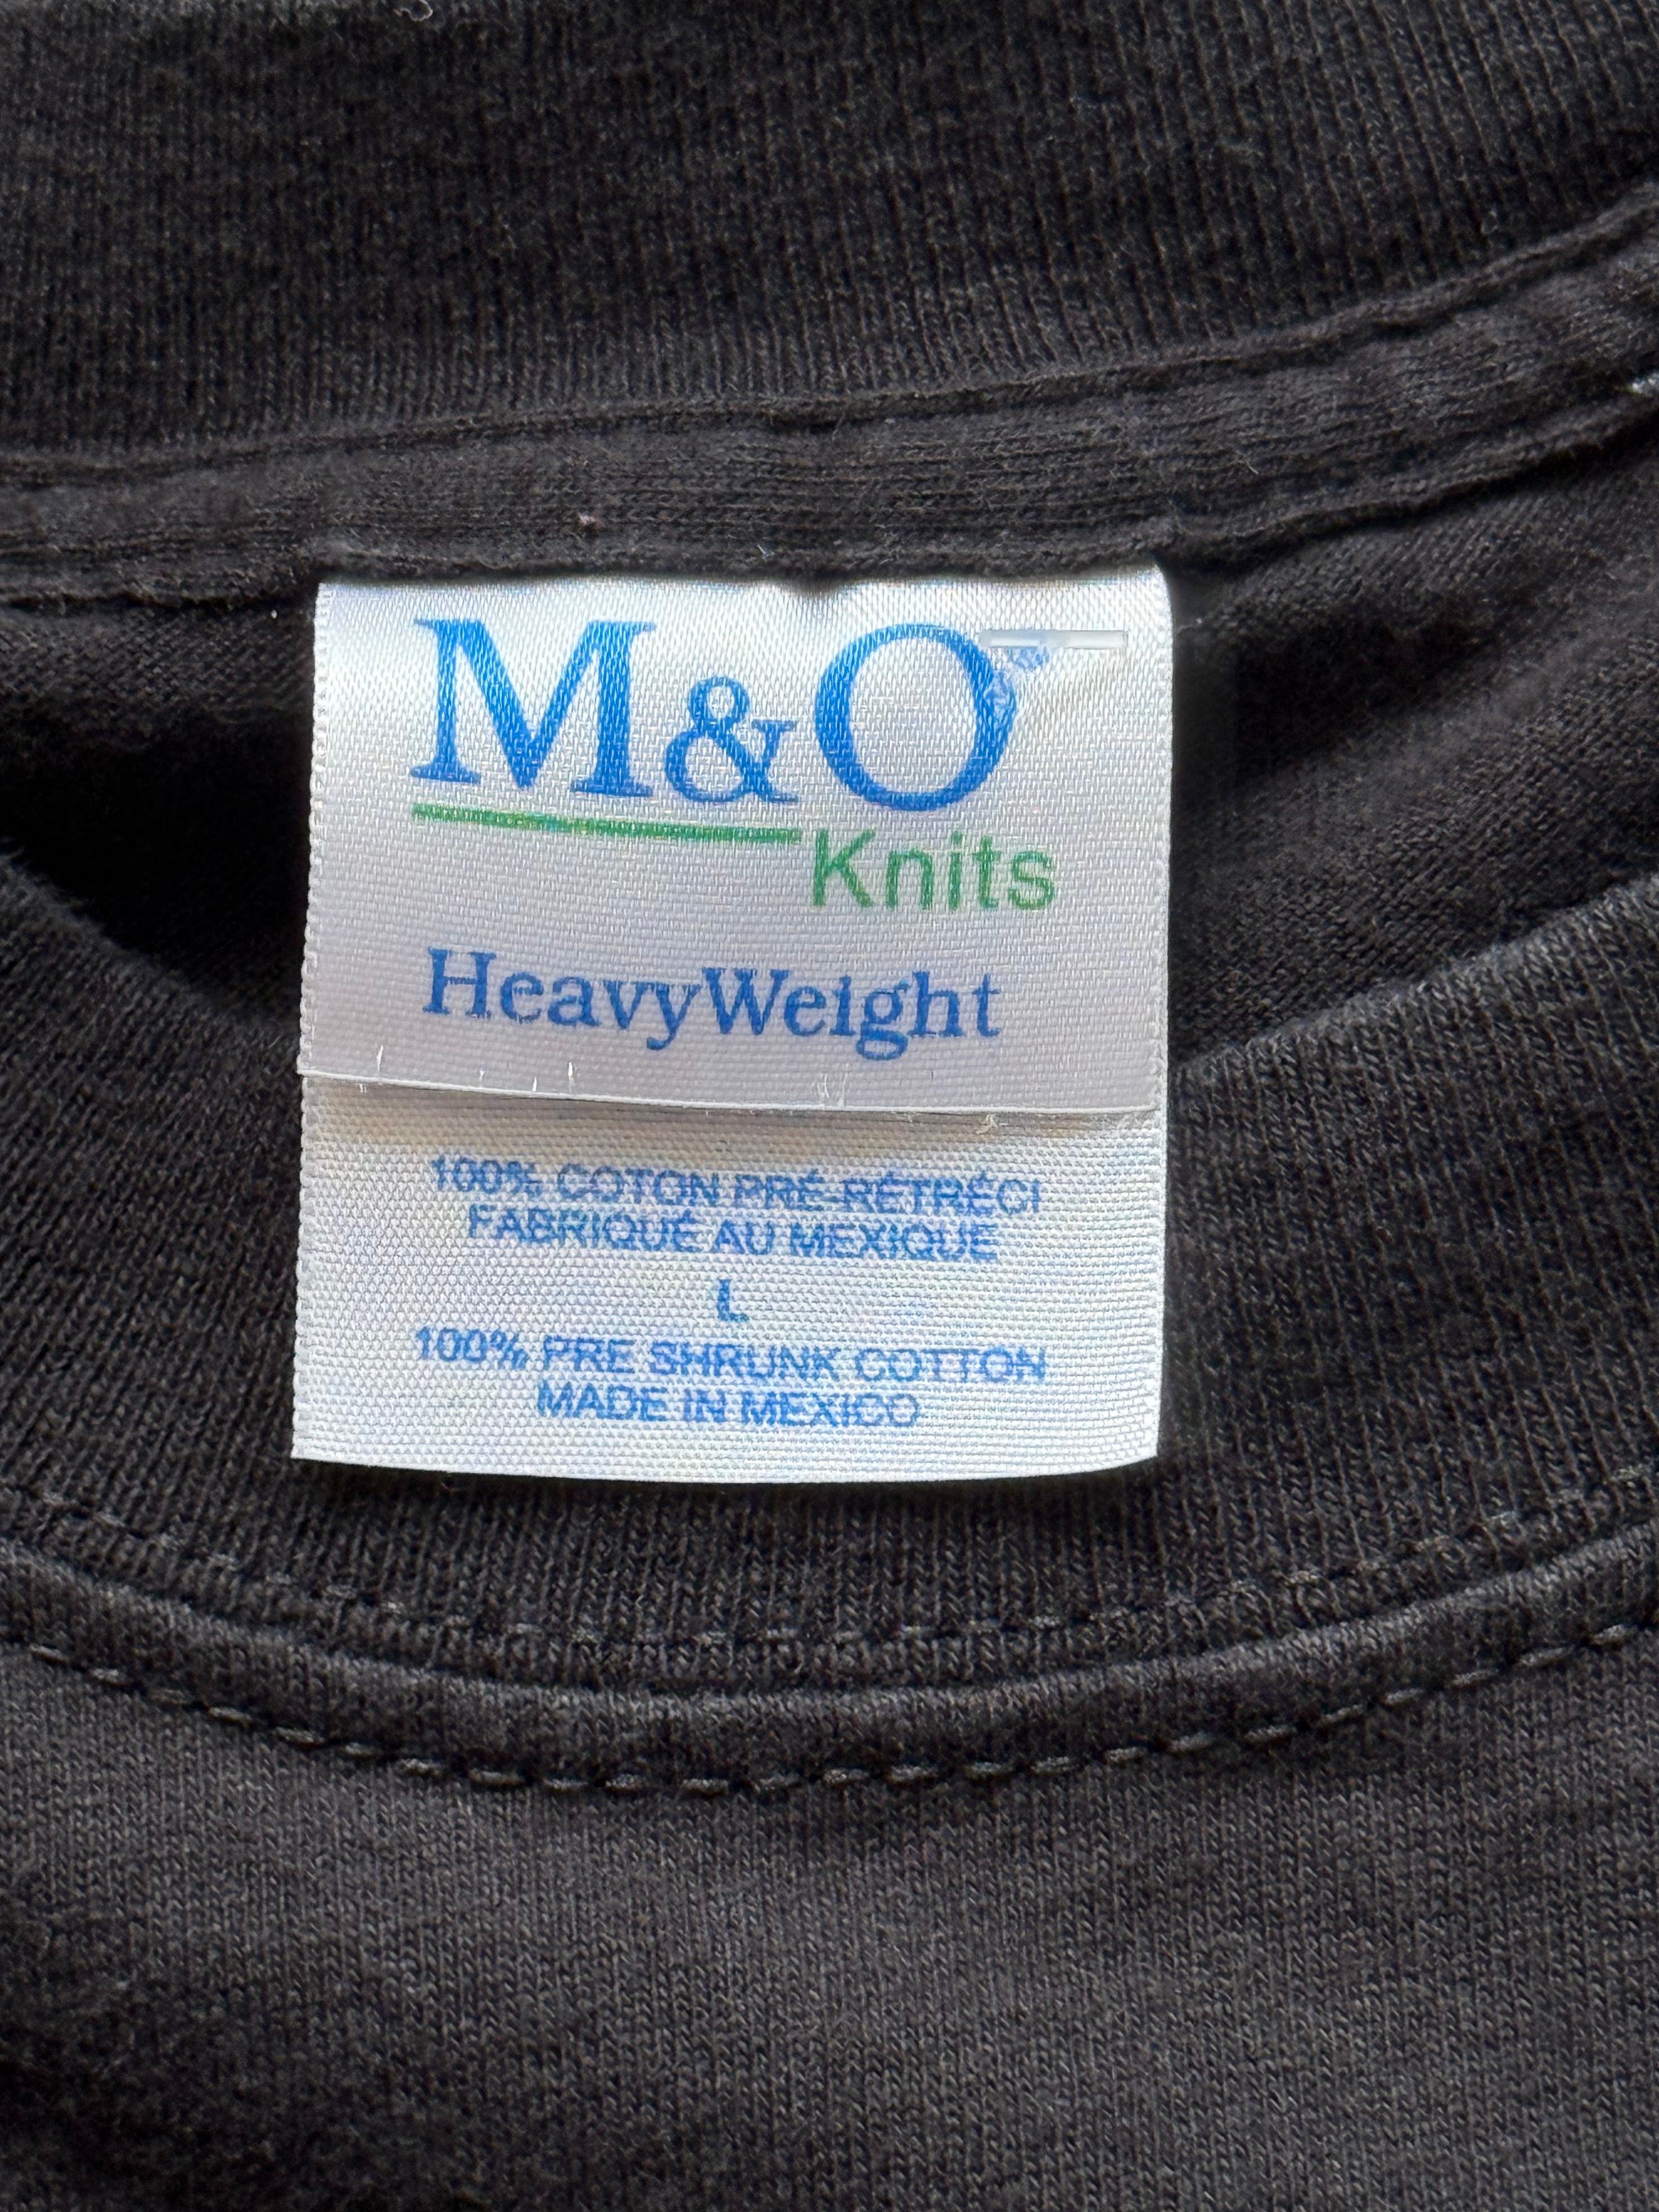 M&O
Knits
HeavyWeight
100% COTON PRÉ-RÉTRÉCI
FABRIQUÉ AU MEXIQUE
L
100% PRE SHRUNK COTTON
MADE IN MEXICO